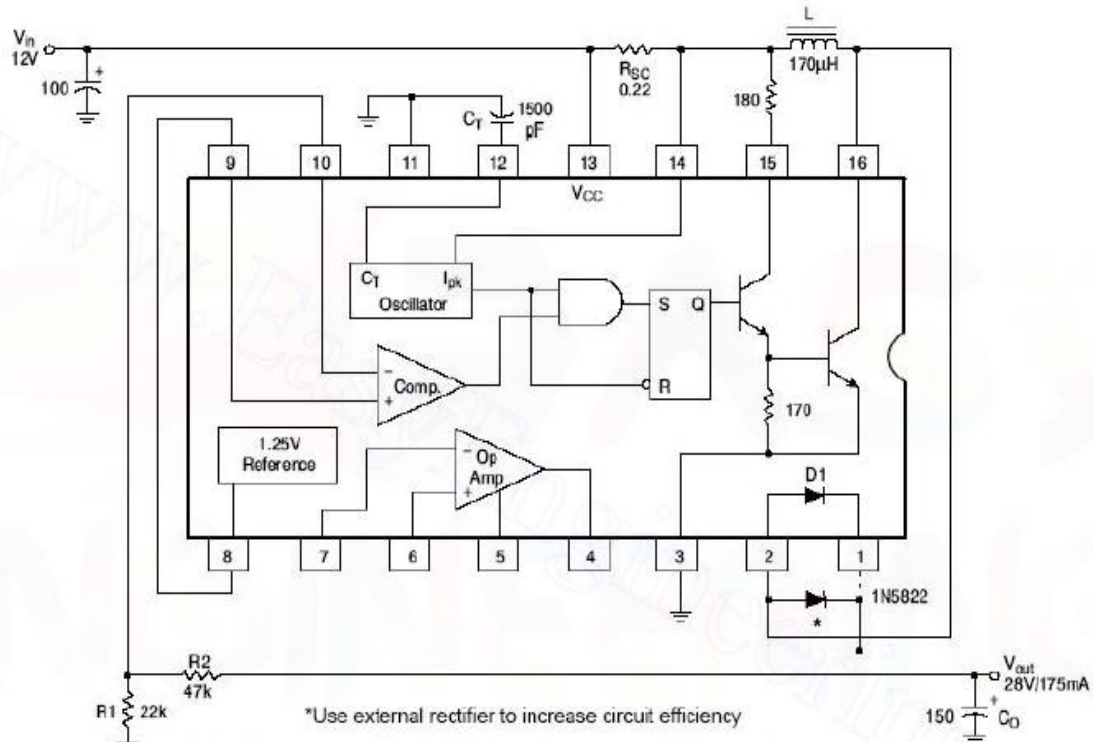 L
Vin
12V
100
RSC
0.22
170µH
180
CT
1500
pF
9
10
11
12
13
14
15
16
VCC
CT
Ipk
Oscillator
S
Q
R
−
Comp.
+
170
1.25V
Reference
−
Op
Amp
+
D1
8
7
6
5
4
3
2
1
1N5822
*
R2
47k
Vout
28V/175mA
R1
22k
*Use external rectifier to increase circuit efficiency
150
+
CO
+
www.EasyEngineering